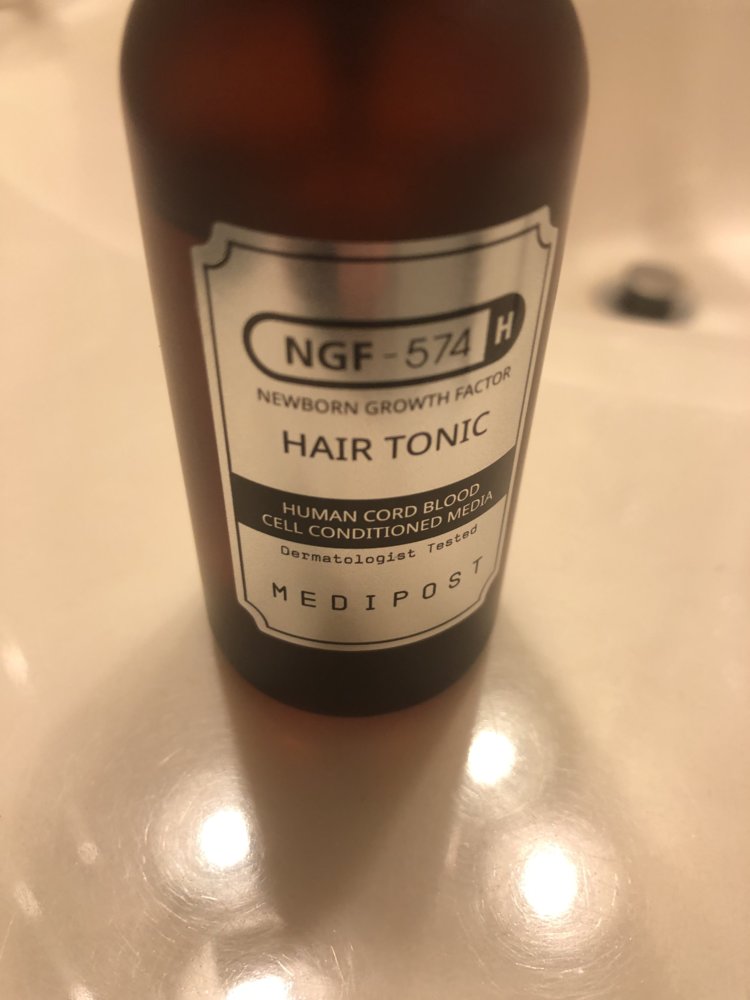 NGF-574 H
NEWBORN GROWTH FACTOR
HAIR TONIC
HUMAN CORD BLOOD
CELL CONDITIONED MEDIA
Dermatologist Tested
MEDIPOST